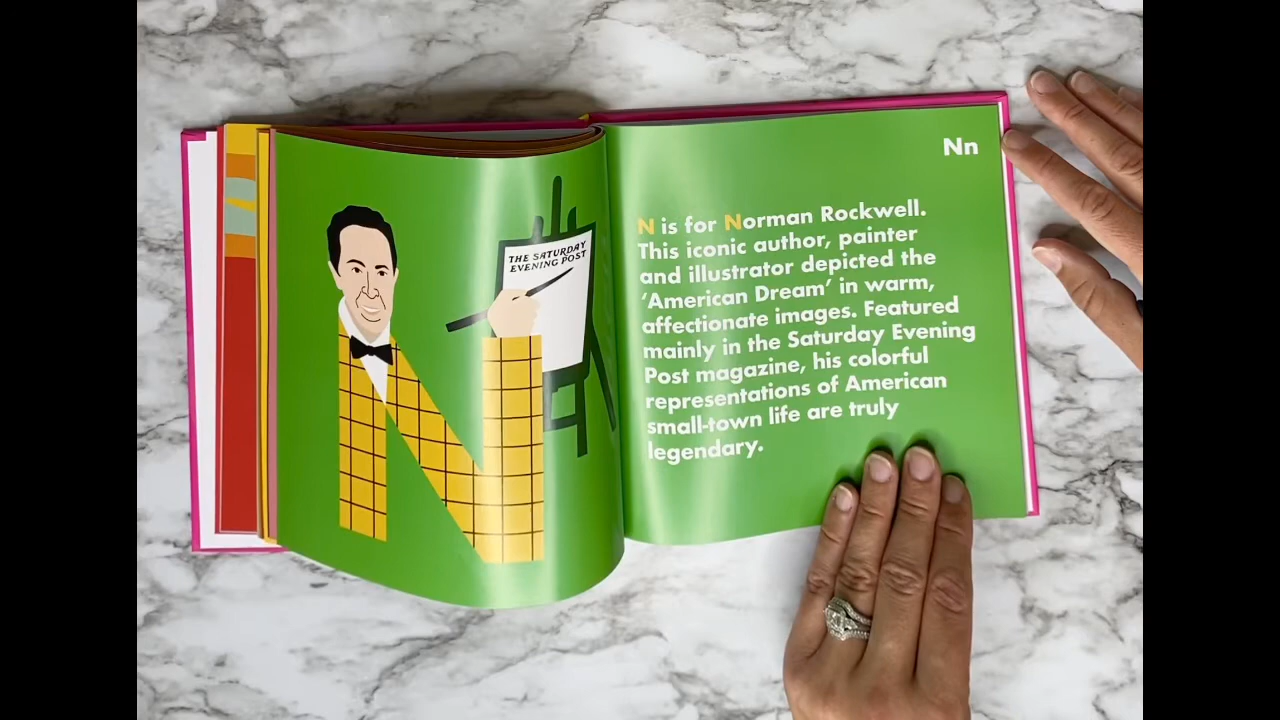 THE SATURDAY
EVENING POST
Nn
N is for Norman Rockwell.
This iconic author, painter
and illustrator depicted the
‘American Dream’ in warm,
affectionate images. Featured
mainly in the Saturday Evening
Post magazine, his colorful
representations of American
small-town life are truly
legendary.